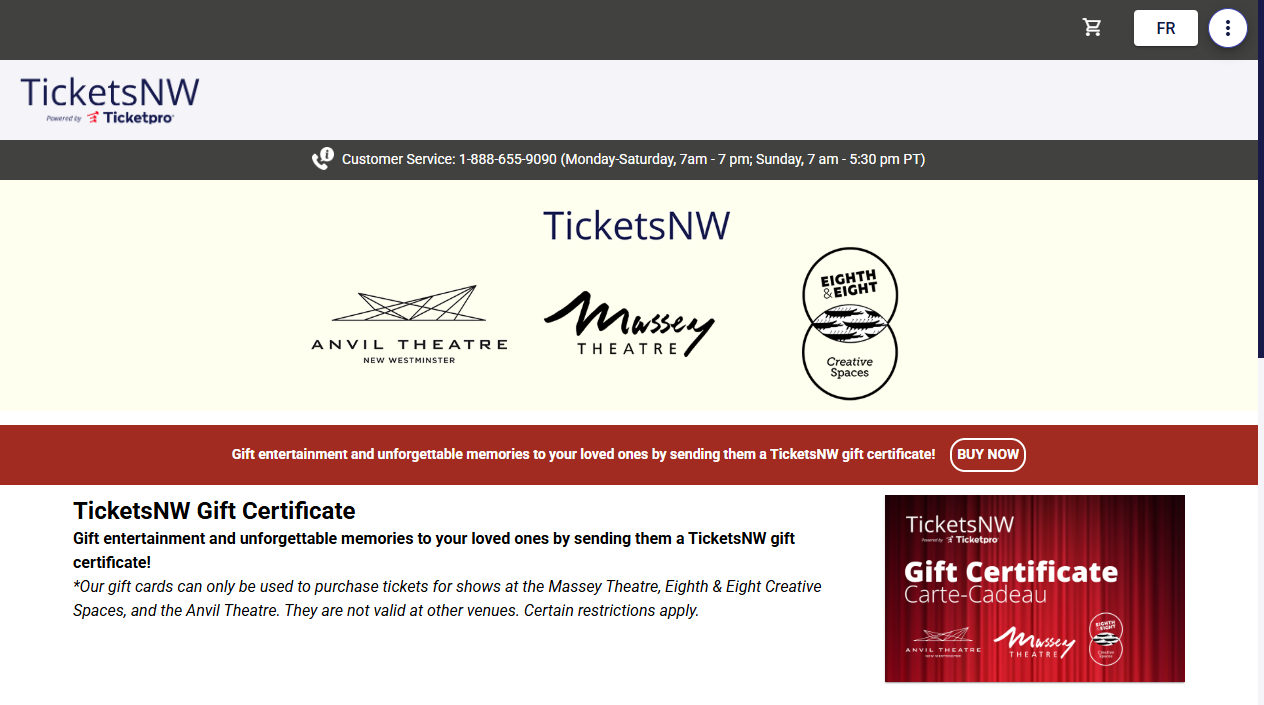 FR
TicketsNW
Powered by Ticketpro
Customer Service: 1-888-655-9090 (Monday-Saturday, 7am - 7 pm; Sunday, 7 am - 5:30 pm PT)
TicketsNW
ANVIL THEATRE
NEW WESTMINSTER
Massey
THEATRE
EIGHTH
&EIGHT
Creative
Spaces
Gift entertainment and unforgettable memories to your loved ones by sending them a TicketsNW gift certificate! BUY NOW
TicketsNW Gift Certificate
Gift entertainment and unforgettable memories to your loved ones by sending them a TicketsNW gift
certificate!
*Our gift cards can only be used to purchase tickets for shows at the Massey Theatre, Eighth & Eight Creative
Spaces, and the Anvil Theatre. They are not valid at other venues. Certain restrictions apply.
TicketsNW
Powered by Ticketpro
Gift Certificate
Carte-Cadeau
ANVIL THEATRE
NEW WESTMINSTER
Massey
THEATRE
EIGHTH
&EIGHT
Creative
Spaces